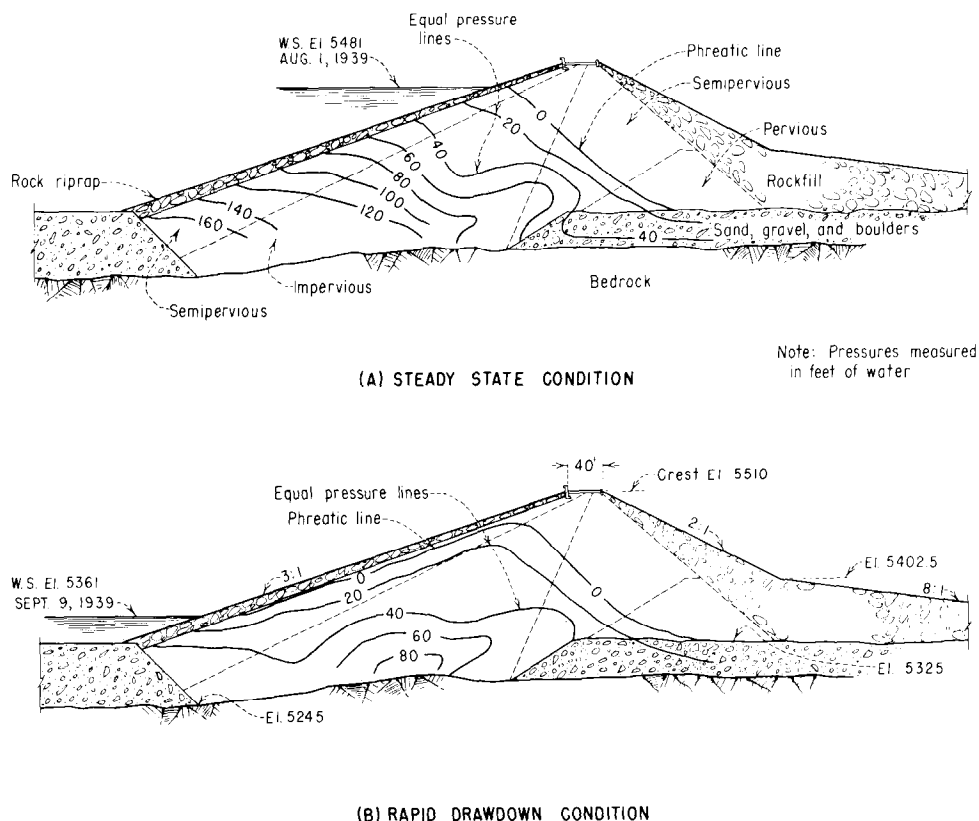 Equal pressure
lines
W.S. El. 5481
AUG. 1, 1939
Phreatic line
Semipervious
0
20
40
60
80
100
120
140
160
Pervious
Rock riprap
Rockfill
Sand, gravel, and boulders
40
Impervious
Bedrock
Semipervious
(A) STEADY STATE CONDITION
Note: Pressures measured
in feet of water
40'
Crest El. 5510
Equal pressure lines
Phreatic line
2:1
El. 5402.5
3:1
8:1
W.S. El. 5361
SEPT. 9, 1939
0
20
0
40
60
80
El. 5325
El. 5245
(B) RAPID DRAWDOWN CONDITION